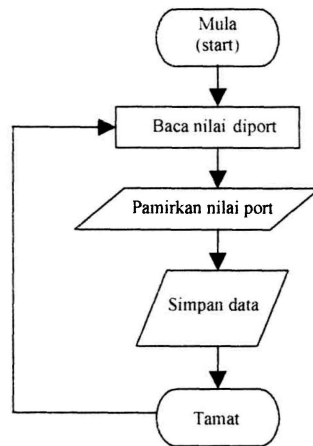 Mula
(start)
Baca nilai diport
Pamirkan nilai port
Simpan data
Tamat